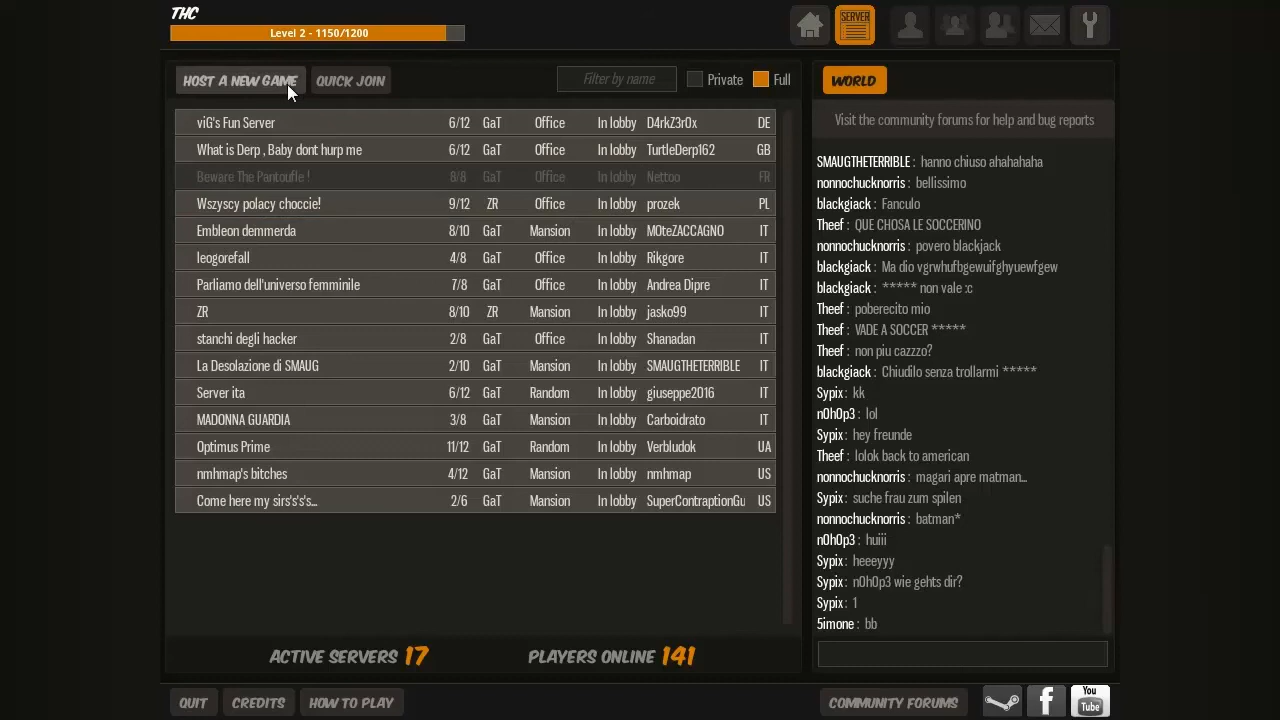 THC
Level 2 - 1150/1200
SERVER
HOST A NEW GAME QUICK JOIN Filter by name Private Full
viG's Fun Server 6/12 GaT Office In lobby D4rkZ3r0x DE
What is Derp , Baby dont hurp me 6/12 GaT Office In lobby TurtleDerp162 GB
Beware The Pantoufle ! 8/8 GaT Office In lobby Nettoo FR
Wszyscy polacy choccie! 9/12 ZR Office In lobby prozek PL
Embleon demmerda 8/10 GaT Mansion In lobby MOteZACCAGNO IT
leogorefall 4/8 GaT Office In lobby Rikgore IT
Parliamo dell'universo femminile 7/8 GaT Office In lobby Andrea Dipre IT
ZR 8/10 ZR Mansion In lobby jasko99 IT
stanchi degli hacker 2/8 GaT Office In lobby Shanadan IT
La Desolazione di SMAUG 2/10 GaT Mansion In lobby SMAUGTHETERRIBLE IT
Server ita 6/12 GaT Random In lobby giuseppe2016 IT
MADONNA GUARDIA 3/8 GaT Mansion In lobby Carboidrato IT
Optimus Prime 11/12 GaT Random In lobby Verbludok UA
nmhmap's bitches 4/12 GaT Mansion In lobby nmhmap US
Come here my sirs's's's... 2/6 GaT Mansion In lobby SuperContraptionGu US
ACTIVE SERVERS 17 PLAYERS ONLINE 141
WORLD
Visit the community forums for help and bug reports
SMAUGTHETERRIBLE : hanno chiuso ahahahaha
nonnochucknorris : bellissimo
blackgiack : Fanculo
Theef : QUE CHOSA LE SOCCERINO
nonnochucknorris : povero blackjack
blackgiack : Ma dio vgrwhufbgewuifghyuewfgew
blackgiack : ***** non vale :c
Theef : poberecito mio
Theef : VADE A SOCCER *****
Theef : non piu cazzzo?
blackgiack : Chiudilo senza trollarmi *****
Sypix : kk
n0h0p3 : lol
Sypix : hey freunde
Theef : lolok back to american
nonnochucknorris : magari apre matman...
Sypix : suche frau zum spilen
nonnochucknorris : batman*
n0h0p3 : huiii
Sypix : heeeyyy
Sypix : n0h0p3 wie gehts dir?
Sypix : 1
5imone : bb
QUIT CREDITS HOW TO PLAY COMMUNITY FORUMS f You Tube